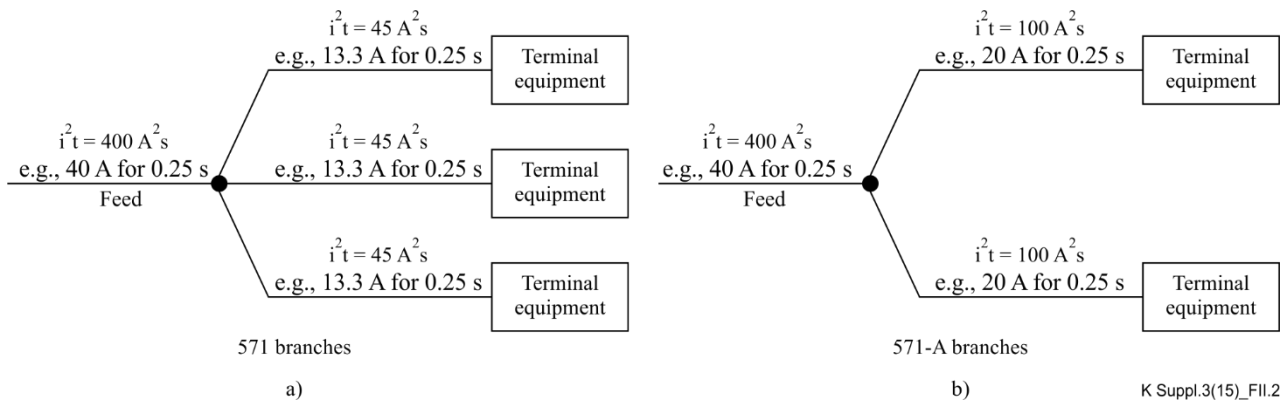 i²t = 45 A²s
e.g., 13.3 A for 0.25 s
Terminal
equipment
i²t = 400 A²s
e.g., 40 A for 0.25 s
Feed
i²t = 45 A²s
e.g., 13.3 A for 0.25 s
Terminal
equipment
i²t = 45 A²s
e.g., 13.3 A for 0.25 s
Terminal
equipment
571 branches
a)
i²t = 100 A²s
e.g., 20 A for 0.25 s
Terminal
equipment
i²t = 400 A²s
e.g., 40 A for 0.25 s
Feed
i²t = 100 A²s
e.g., 20 A for 0.25 s
Terminal
equipment
571-A branches
b)
K Suppl.3(15)_FII.2